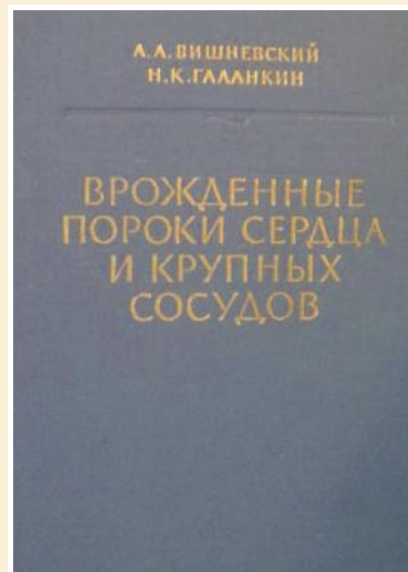 А. А. ВИШНЕВСКИЙ
Н. К. ГАЛАНКИН
ВРОЖДЕННЫЕ
ПОРОКИ СЕРДЦА
И КРУПНЫХ
СОСУДОВ